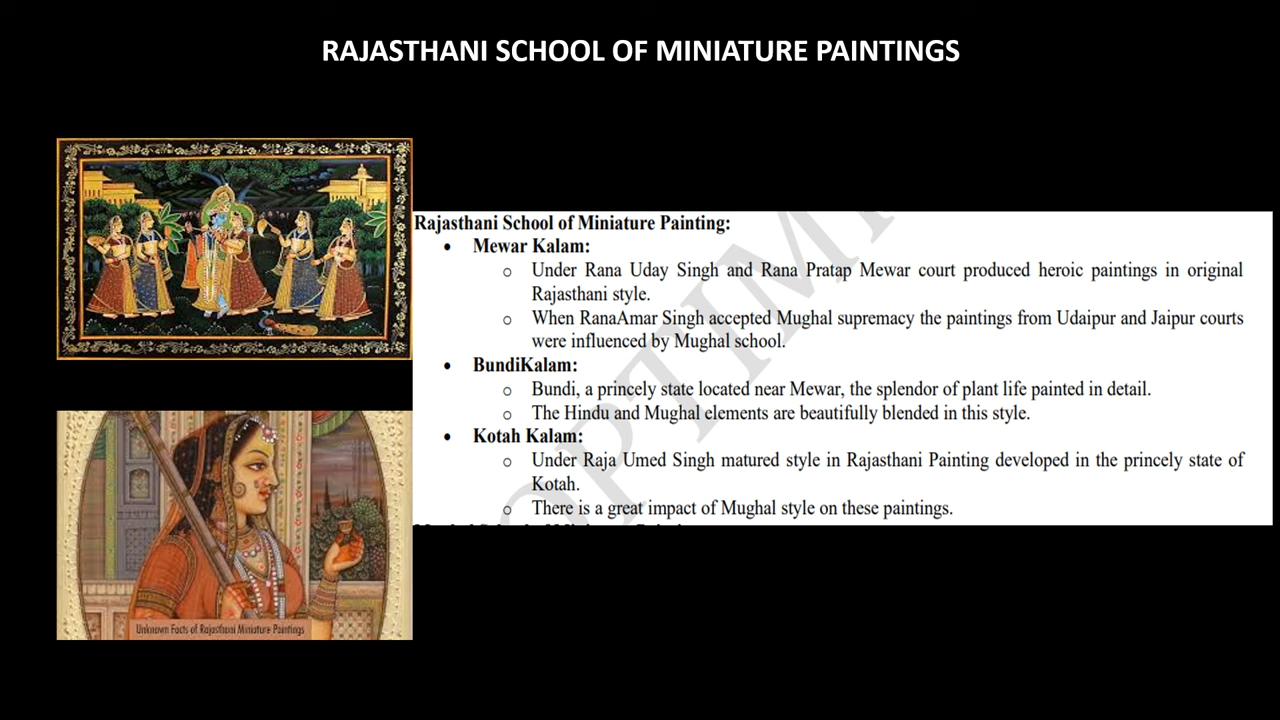 RAJASTHANI SCHOOL OF MINIATURE PAINTINGS
Rajasthani School of Miniature Painting:
• Mewar Kalam:
o Under Rana Uday Singh and Rana Pratap Mewar court produced heroic paintings in original
Rajasthani style.
o When RanaAmar Singh accepted Mughal supremacy the paintings from Udaipur and Jaipur courts
were influenced by Mughal school.
• BundiKalam:
o Bundi, a princely state located near Mewar, the splendor of plant life painted in detail.
o The Hindu and Mughal elements are beautifully blended in this style.
• Kotah Kalam:
o Under Raja Umed Singh matured style in Rajasthani Painting developed in the princely state of
Kotah.
o There is a great impact of Mughal style on these paintings.
OPTIM
Unknown Facts of Rajasthani Miniature Paintings